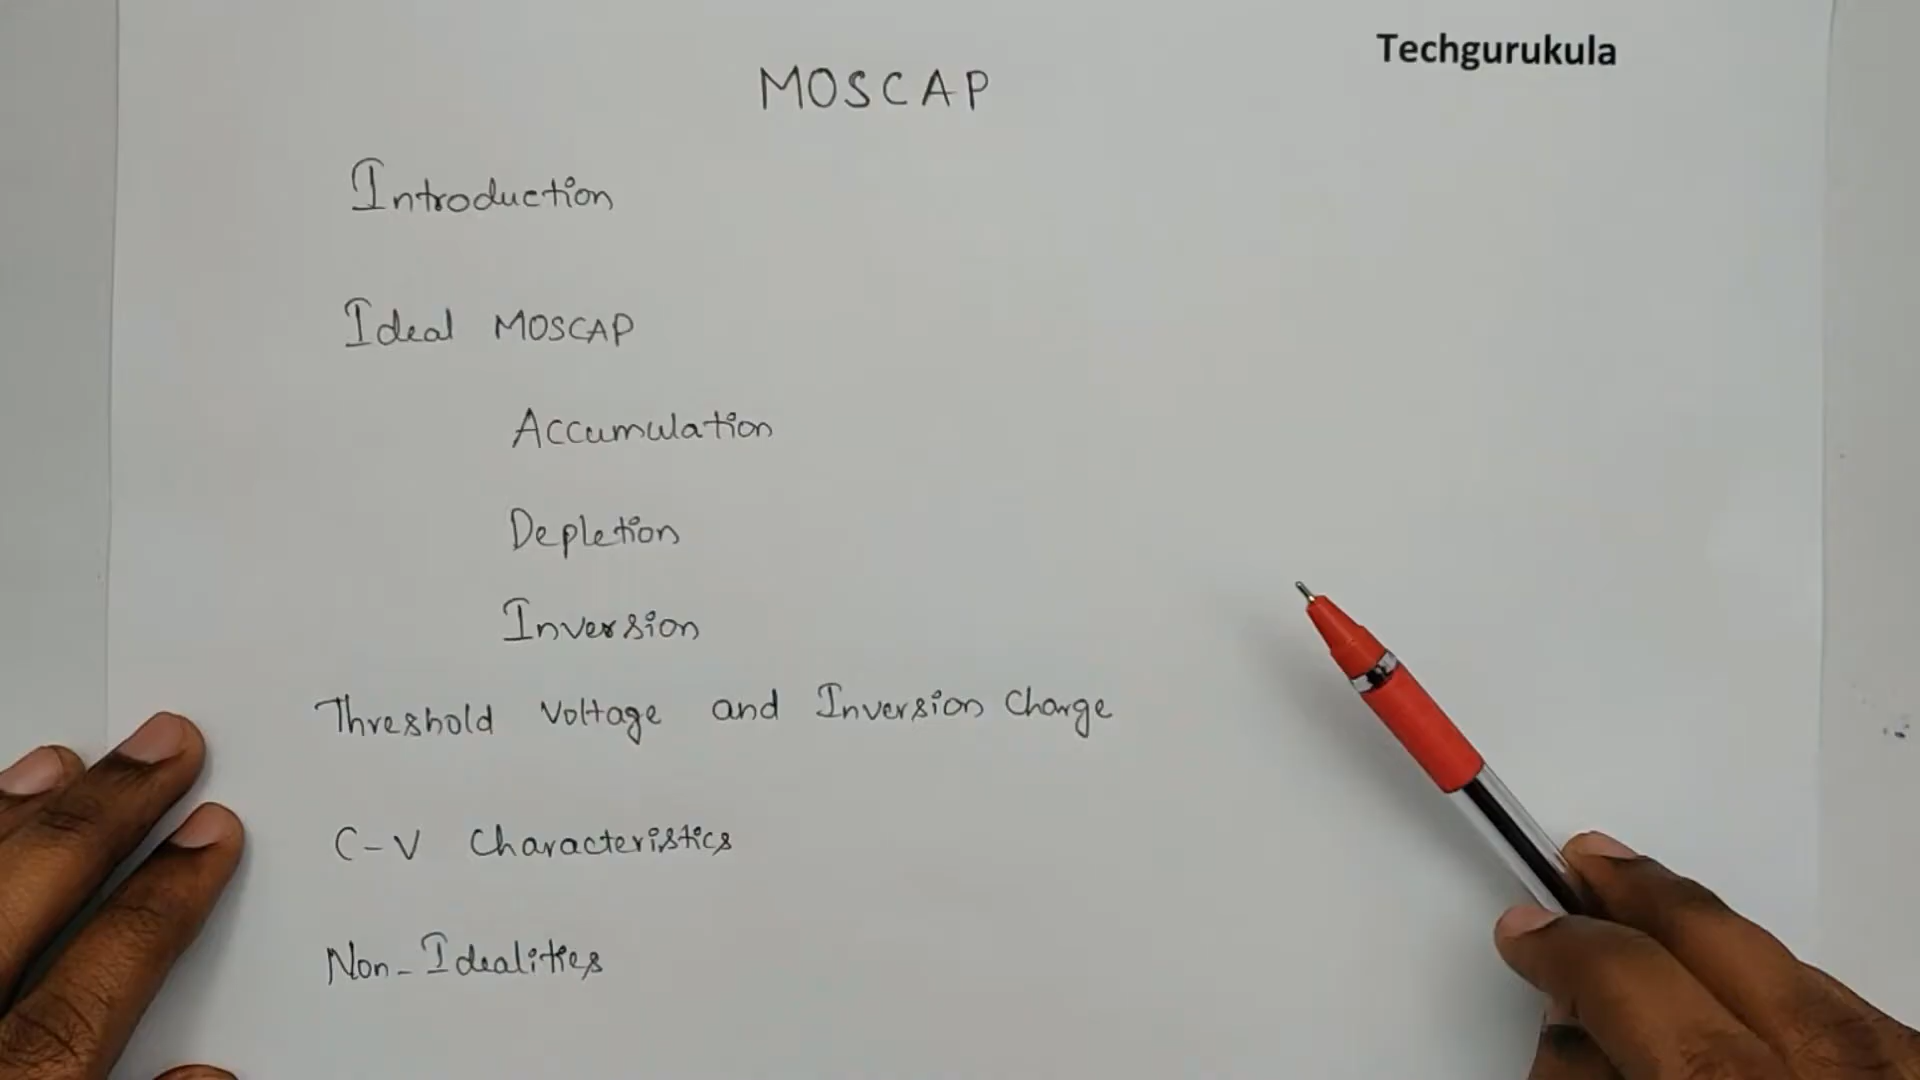 Techgurukula
MOSCAP
Introduction
Ideal MOSCAP
Accumulation
Depletion
Inversion
Threshold Voltage and Inversion Charge
C-V Characteristics
Non-Idealities